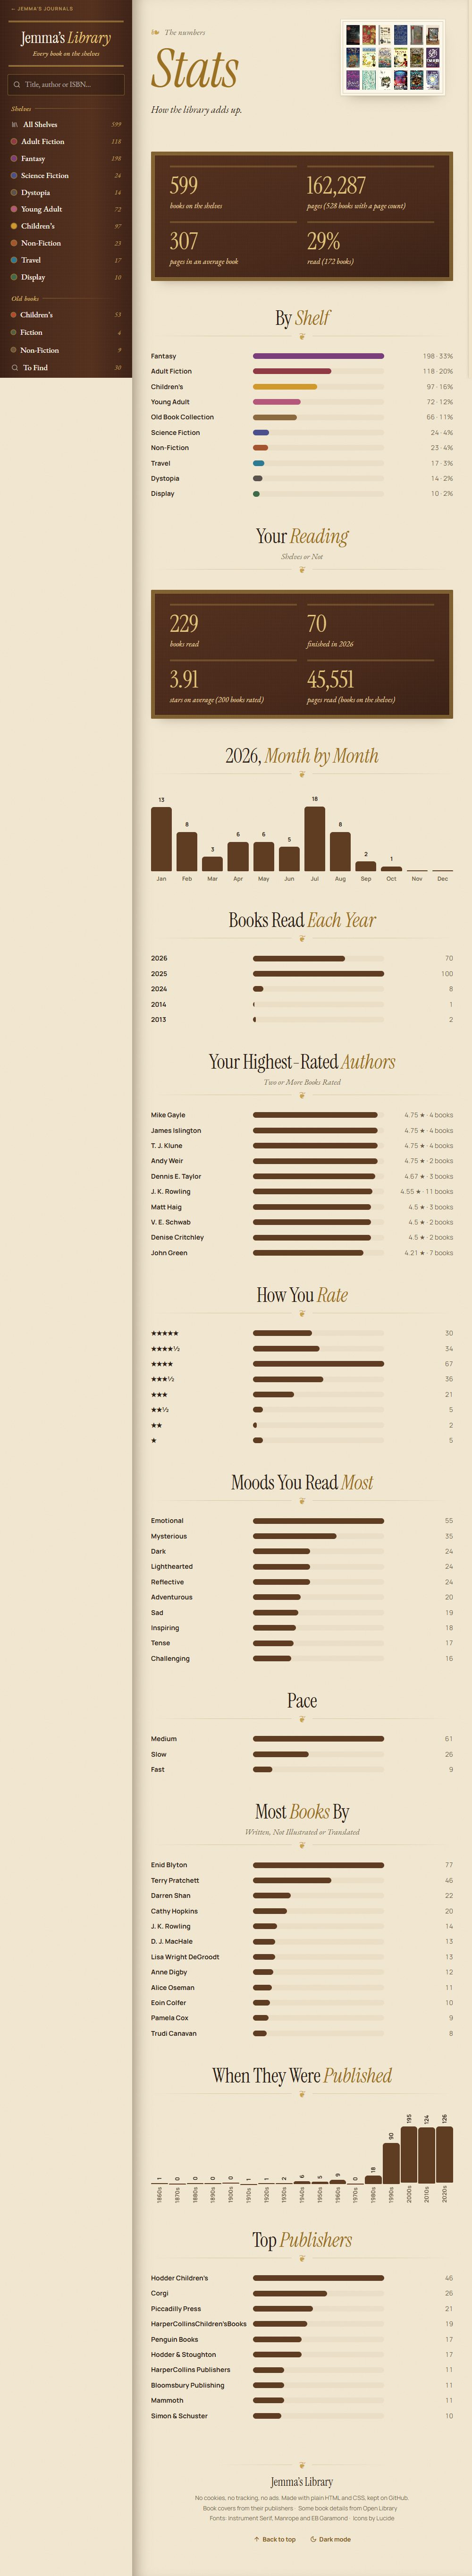 ← JEMMA'S JOURNALS
Jemma's Library
Every book on the shelves
Title, author or ISBN...
Shelves
All Shelves 599
Adult Fiction 118
Fantasy 198
Science Fiction 24
Dystopia 14
Young Adult 72
Children's 97
Non-Fiction 23
Travel 17
Display 10
Old books
Children's 53
Fiction 4
Non-Fiction 9
To Find 30
The numbers
Stats
How the library adds up.
599
books on the shelves
162,287
pages (528 books with a page count)
307
pages in an average book
29%
read (172 books)
By Shelf
Fantasy 198 · 33%
Adult Fiction 118 · 20%
Children's 97 · 16%
Young Adult 72 · 12%
Old Book Collection 66 · 11%
Science Fiction 24 · 4%
Non-Fiction 23 · 4%
Travel 17 · 3%
Dystopia 14 · 2%
Display 10 · 2%
Your Reading
Shelves or Not
229
books read
70
finished in 2026
3.91
stars on average (200 books rated)
45,551
pages read (books on the shelves)
2026, Month by Month
13 8 3 6 6 5 18 8 2 1
Jan Feb Mar Apr May Jun Jul Aug Sep Oct Nov Dec
Books Read Each Year
2026 70
2025 100
2024 8
2014 1
2013 2
Your Highest-Rated Authors
Two or More Books Rated
Mike Gayle 4.75 ★ · 4 books
James Islington 4.75 ★ · 4 books
T. J. Klune 4.75 ★ · 4 books
Andy Weir 4.75 ★ · 2 books
Dennis E. Taylor 4.67 ★ · 3 books
J. K. Rowling 4.55 ★ · 11 books
Matt Haig 4.5 ★ · 3 books
V. E. Schwab 4.5 ★ · 2 books
Denise Critchley 4.5 ★ · 2 books
John Green 4.21 ★ · 7 books
How You Rate
★★★★★ 30
★★★★½ 34
★★★★ 67
★★★½ 36
★★★ 21
★★½ 5
★★ 2
★ 5
Moods You Read Most
Emotional 55
Mysterious 35
Dark 24
Lighthearted 24
Reflective 24
Adventurous 20
Sad 19
Inspiring 18
Tense 17
Challenging 16
Pace
Medium 61
Slow 26
Fast 9
Most Books By
Written, Not Illustrated or Translated
Enid Blyton 77
Terry Pratchett 46
Darren Shan 22
Cathy Hopkins 20
J. K. Rowling 14
D. J. MacHale 13
Lisa Wright DeGroodt 13
Anne Digby 12
Alice Oseman 11
Eoin Colfer 10
Pamela Cox 9
Trudi Canavan 8
When They Were Published
1 0 0 0 0 1 1 2 6 5 9 0 18 90 195 124 126
1860s 1870s 1880s 1890s 1900s 1910s 1920s 1930s 1940s 1950s 1960s 1970s 1980s 1990s 2000s 2010s 2020s
Top Publishers
Hodder Children's 46
Corgi 26
Piccadilly Press 21
HarperCollinsChildren'sBooks 19
Penguin Books 17
Hodder & Stoughton 17
HarperCollins Publishers 11
Bloomsbury Publishing 11
Mammoth 11
Simon & Schuster 10
Jemma's Library
No cookies, no tracking, no ads. Made with plain HTML and CSS, kept on GitHub.
Book covers from their publishers · Some book details from Open Library
Fonts: Instrument Serif, Manrope and EB Garamond · Icons by Lucide
Back to top Dark mode